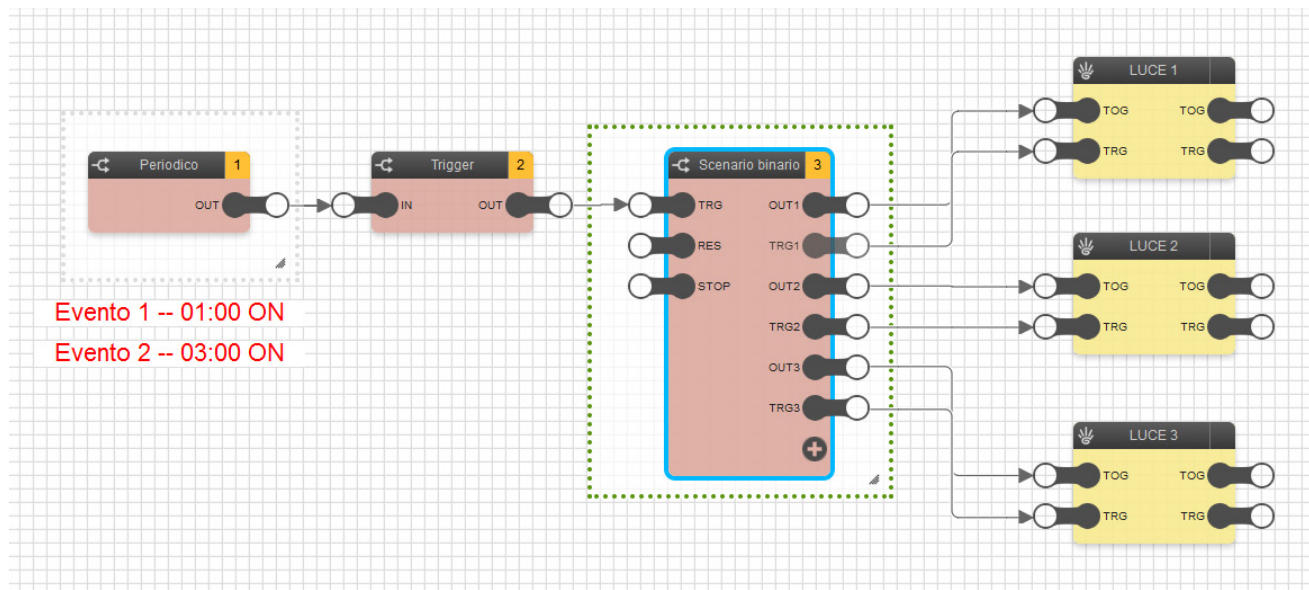 LUCE 1
TOG TOG
TRG TRG
Periodico 1
OUT
Trigger 2
IN OUT
Scenario binario 3
TRG OUT1
RES TRG1
STOP OUT2
TRG2
OUT3
TRG3
LUCE 2
TOG TOG
TRG TRG
Evento 1 -- 01:00 ON
Evento 2 -- 03:00 ON
LUCE 3
TOG TOG
TRG TRG